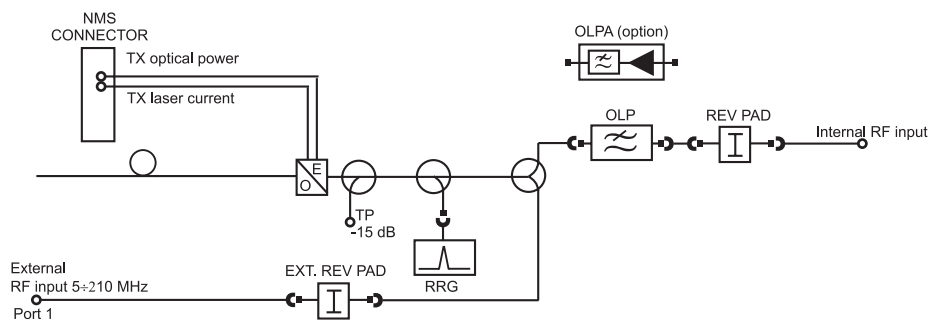 NMS
CONNECTOR
TX optical power
TX laser current
OLPA (option)
OLP
REV PAD
Internal RF input
E
O
TP
-15 dB
RRG
External
RF input 5÷210 MHz
Port 1
EXT. REV PAD